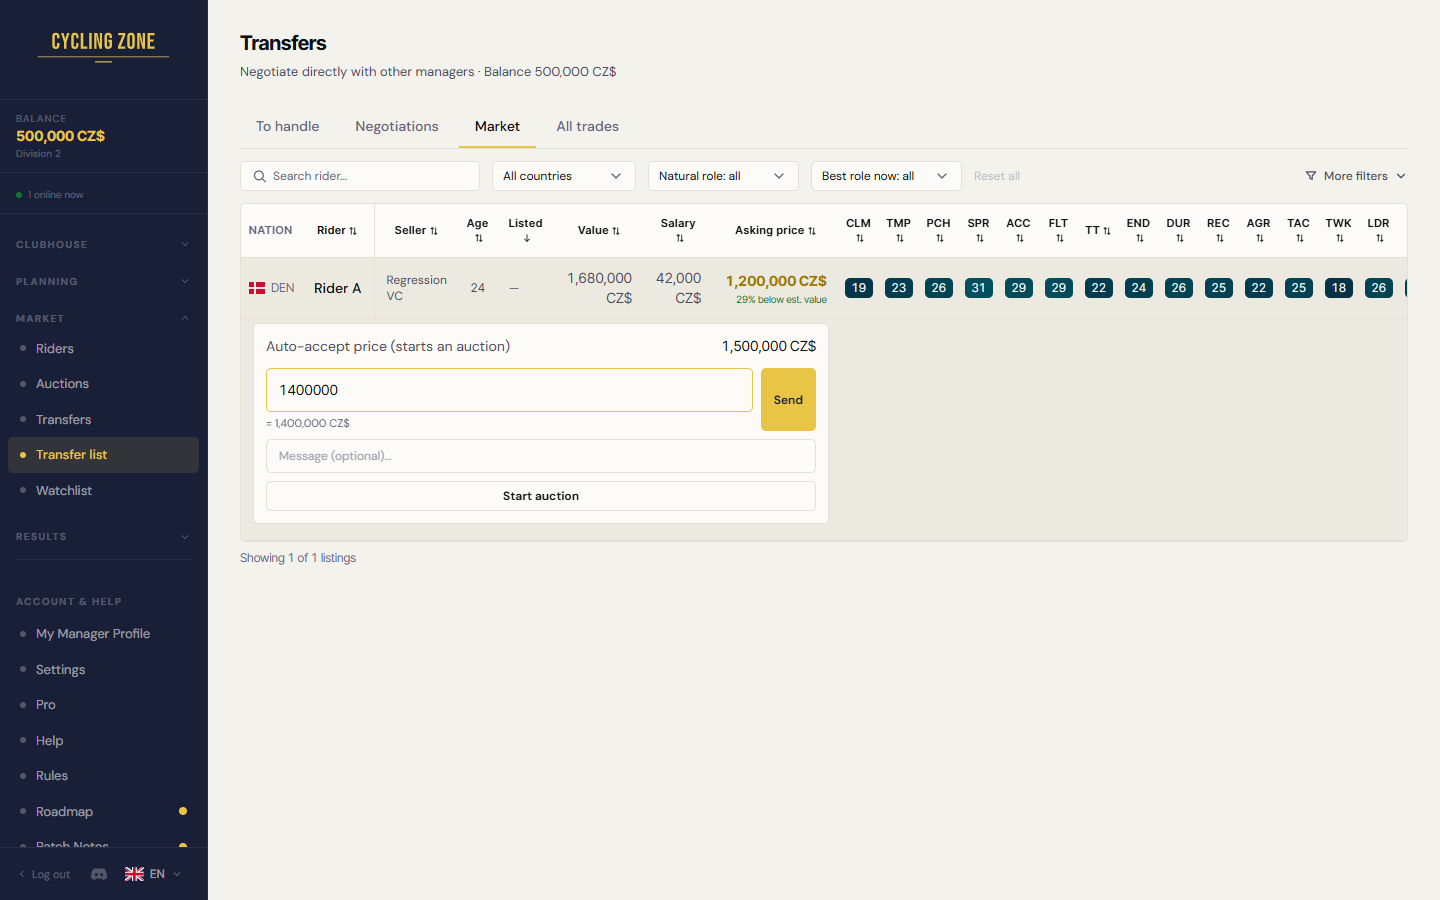 CYCLING ZONE
BALANCE
500,000 CZ$
Division 2
1 online now
CLUBHOUSE
PLANNING
MARKET
Riders
Auctions
Transfers
Transfer list
Watchlist
RESULTS
ACCOUNT & HELP
My Manager Profile
Settings
Pro
Help
Rules
Roadmap
Patch Notes
Log out
EN
Transfers
Negotiate directly with other managers · Balance 500,000 CZ$
To handle Negotiations Market All trades
Search rider... All countries Natural role: all Best role now: all Reset all More filters
NATION Rider ⇅ Seller ⇅ Age ⇅ Listed ↓ Value ⇅ Salary ⇅ Asking price ⇅ CLM ⇅ TMP ⇅ PCH ⇅ SPR ⇅ ACC ⇅ FLT ⇅ TT ⇅ END ⇅ DUR ⇅ REC ⇅ AGR ⇅ TAC ⇅ TWK ⇅ LDR ⇅
DEN Rider A Regression VC 24 — 1,680,000 CZ$ 42,000 CZ$ 1,200,000 CZ$ 19 23 26 31 29 29 22 24 26 25 22 25 18 26
29% below est. value
Auto-accept price (starts an auction) 1,500,000 CZ$
1400000 Send
= 1,400,000 CZ$
Message (optional)...
Start auction
Showing 1 of 1 listings